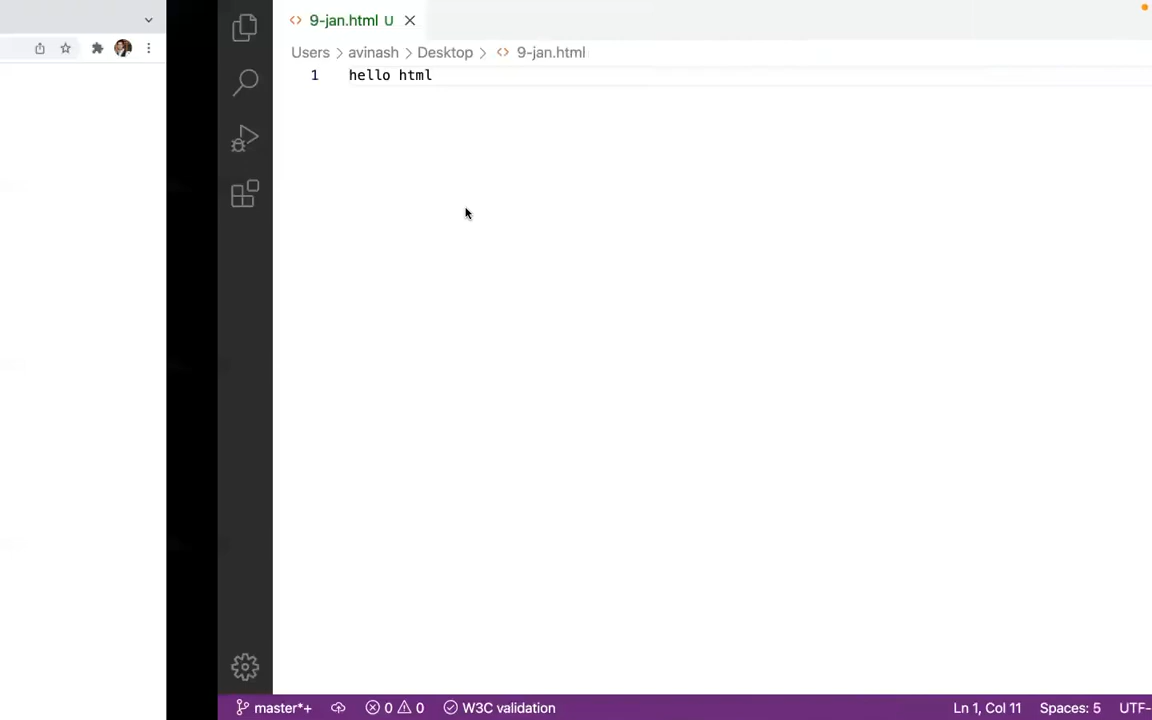 9-jan.html U
Users > avinash > Desktop > <> 9-jan.html
1 hello html
master*+ 0 0 W3C validation Ln 1, Col 11 Spaces: 5 UTF-